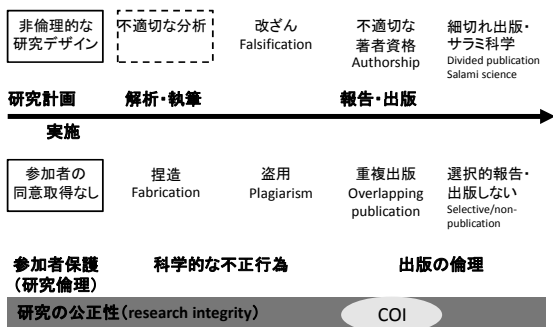 非倫理的な
研究デザイン
不適切な分析
改ざん
Falsification
不適切な
著者資格
Authorship
細切れ出版・
サラミ科学
Divided publication
Salami science
研究計画
解析・執筆
報告・出版
実施
参加者の
同意取得なし
捏造
Fabrication
盗用
Plagiarism
重複出版
Overlapping
publication
選択的報告・
出版しない
Selective/non-
publication
参加者保護
(研究倫理)
科学的な不正行為
出版の倫理
研究の公正性(research integrity)
COI